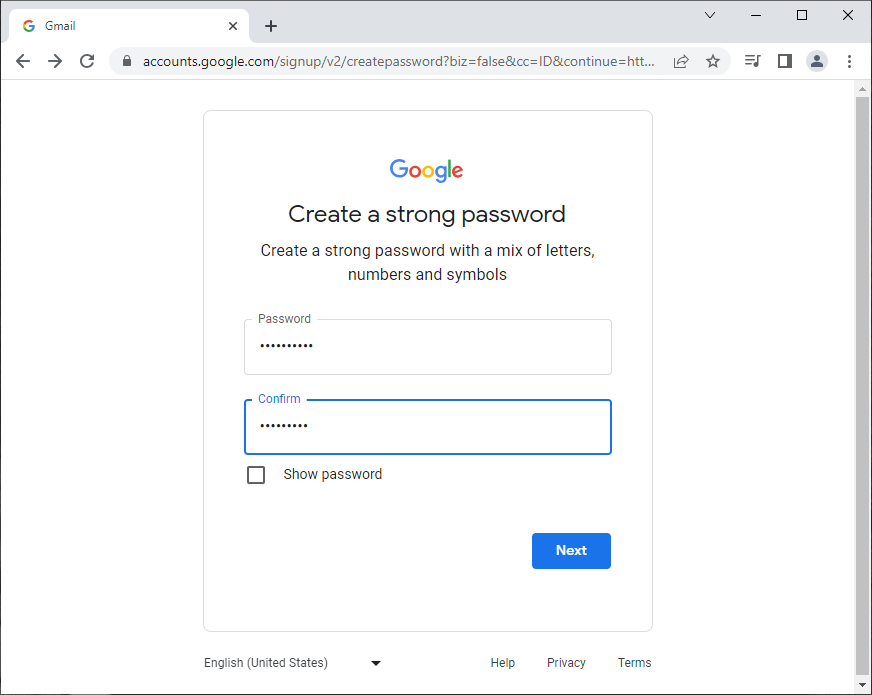 Gmail
accounts.google.com/signup/v2/createpassword?biz=false&cc=ID&continue=htt...
Google
Create a strong password
Create a strong password with a mix of letters,
numbers and symbols
Password
••••••••••
Confirm
•••••••••
Show password
Next
English (United States)
Help
Privacy
Terms